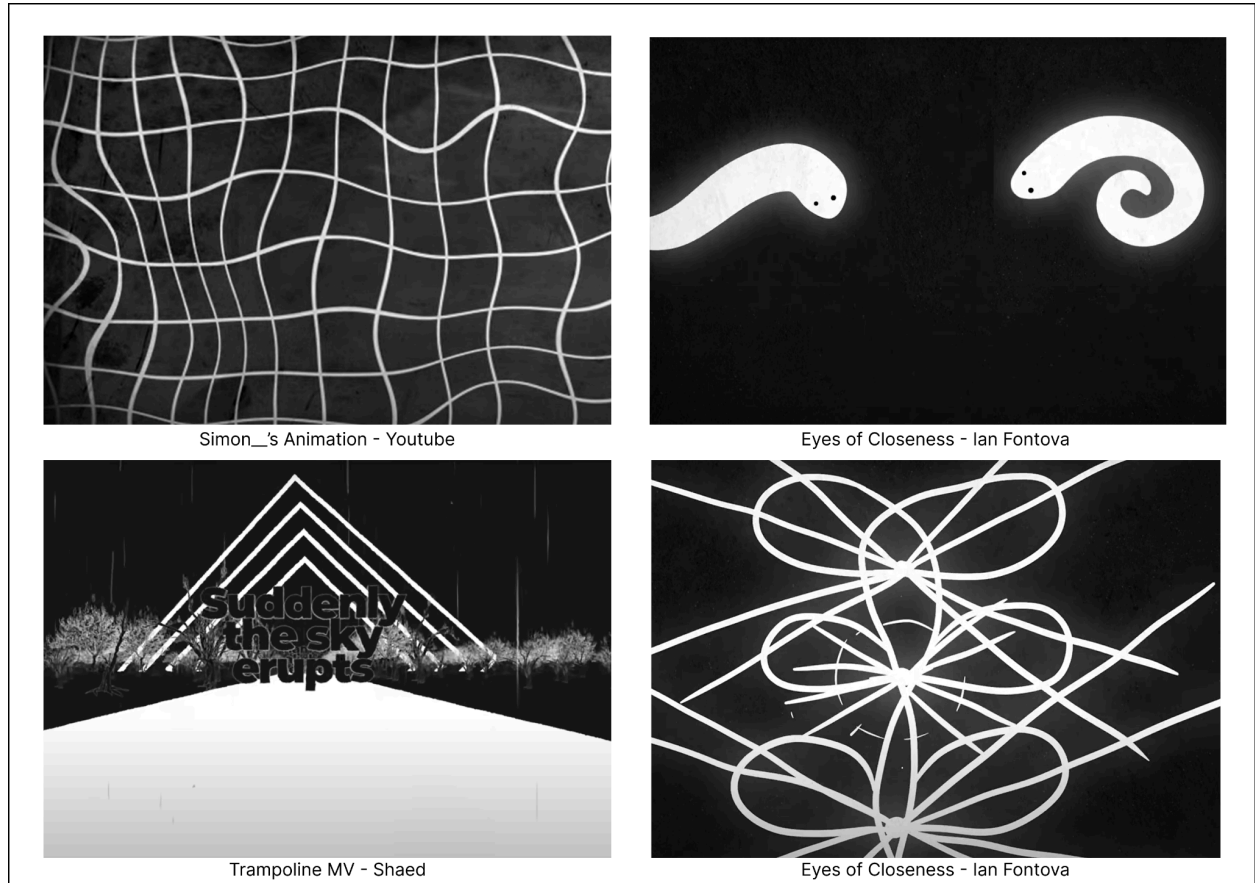 Simon__’s Animation - Youtube
Eyes of Closeness - Ian Fontova
Suddenly
the sky
erupts
Trampoline MV - Shaed
Eyes of Closeness - Ian Fontova